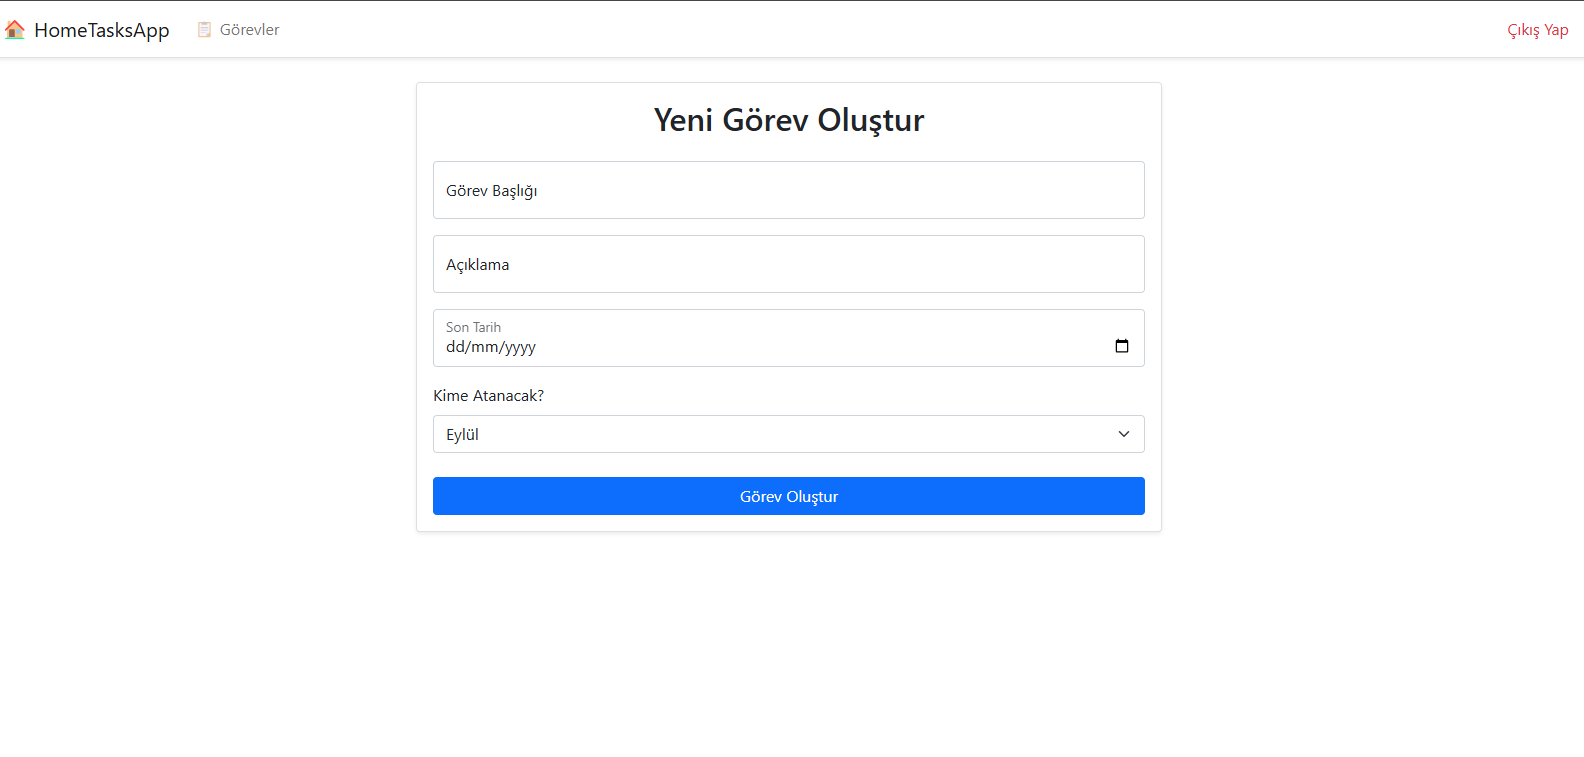 HomeTasksApp Görevler Çıkış Yap
Yeni Görev Oluştur
Görev Başlığı
Açıklama
Son Tarih
dd/mm/yyyy
Kime Atanacak?
Eylül
Görev Oluştur